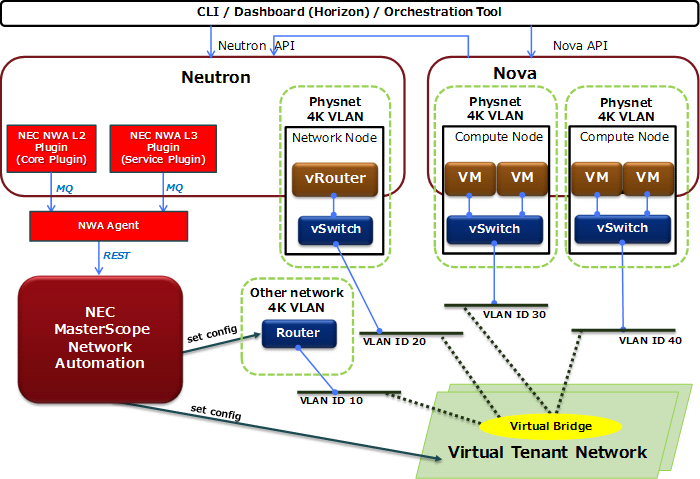 CLI / Dashboard (Horizon) / Orchestration Tool
Neutron API
Nova API
Neutron
Nova
Physnet
4K VLAN
Network Node
vRouter
vSwitch
Physnet
4K VLAN
Compute Node
VM
VM
vSwitch
Physnet
4K VLAN
Compute Node
VM
VM
vSwitch
NEC NWA L2
Plugin
(Core Plugin)
NEC NWA L3
Plugin
(Service Plugin)
MQ
MQ
NWA Agent
REST
NEC
MasterScope
Network
Automation
set config
set config
Other network
4K VLAN
Router
VLAN ID 10
VLAN ID 20
VLAN ID 30
VLAN ID 40
Virtual Bridge
Virtual Tenant Network